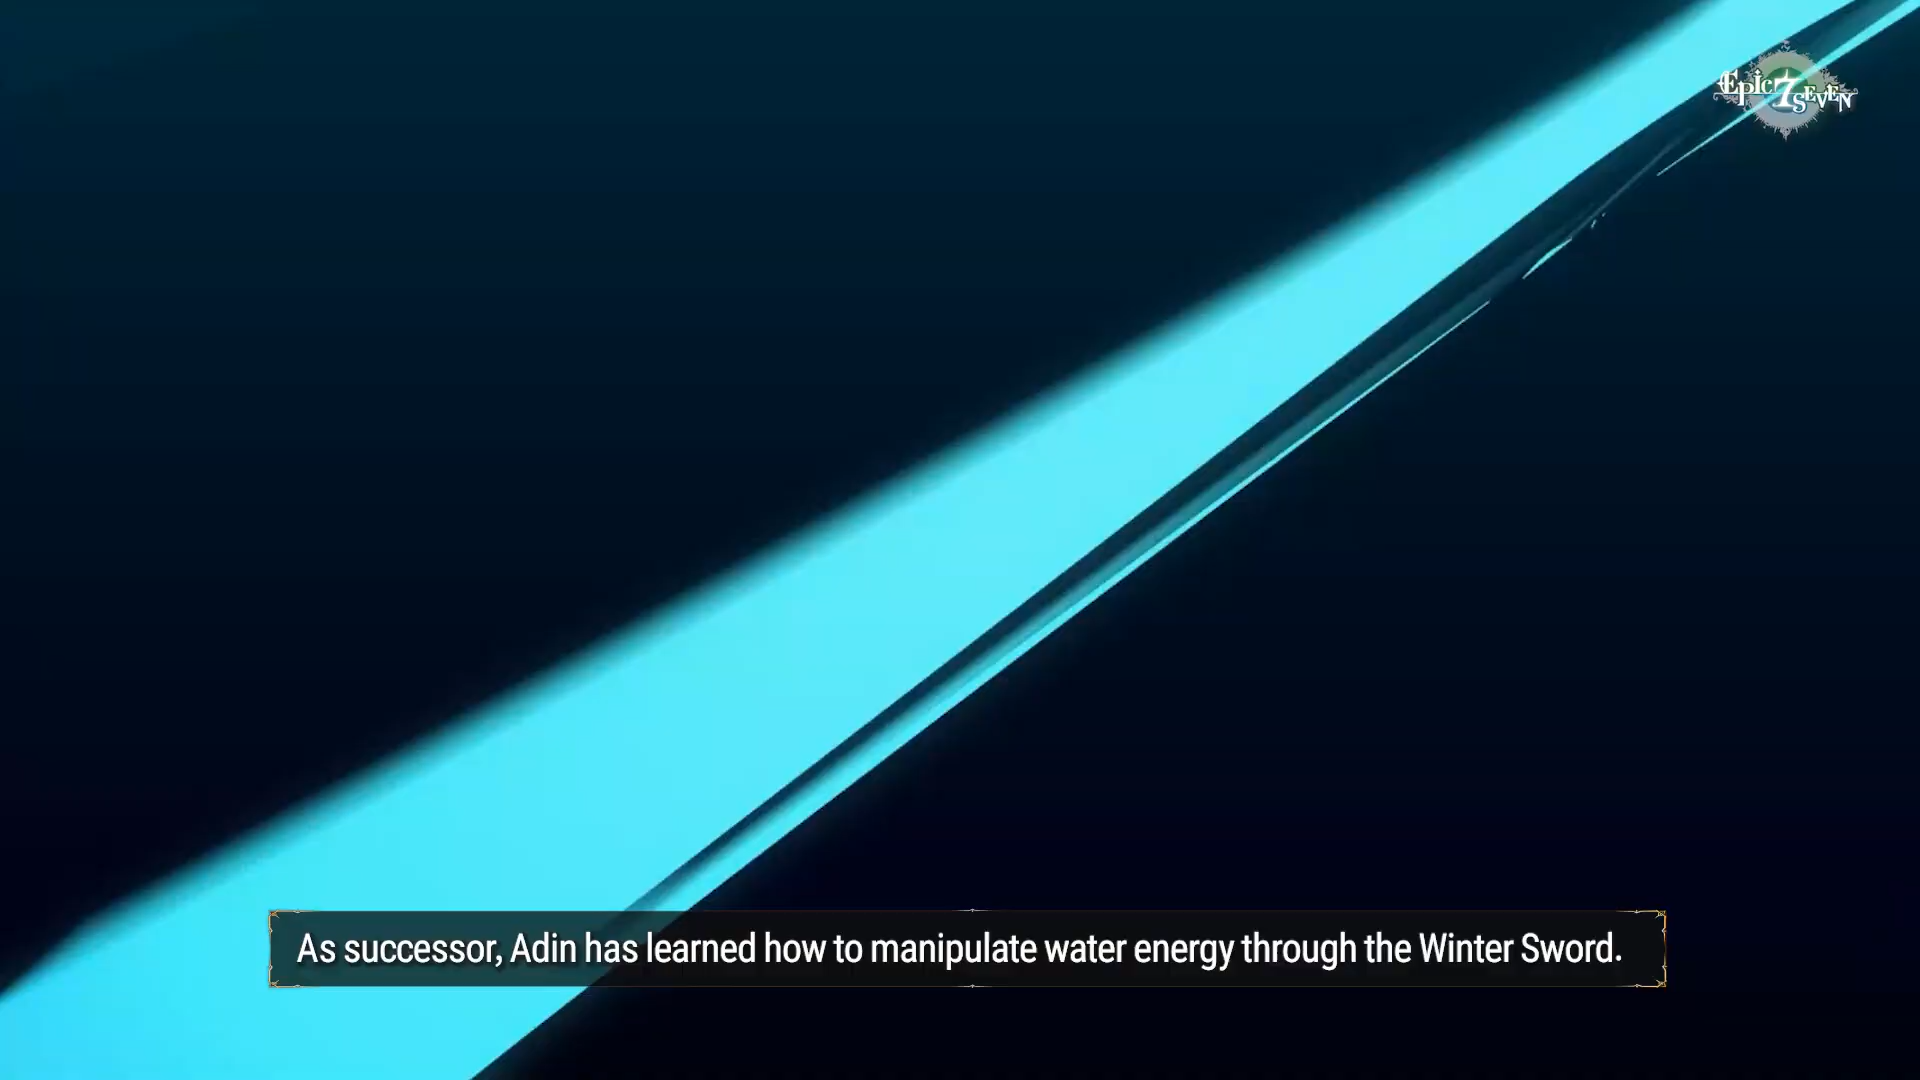 Epic 7 SEVEN
As successor, Adin has learned how to manipulate water energy through the Winter Sword.